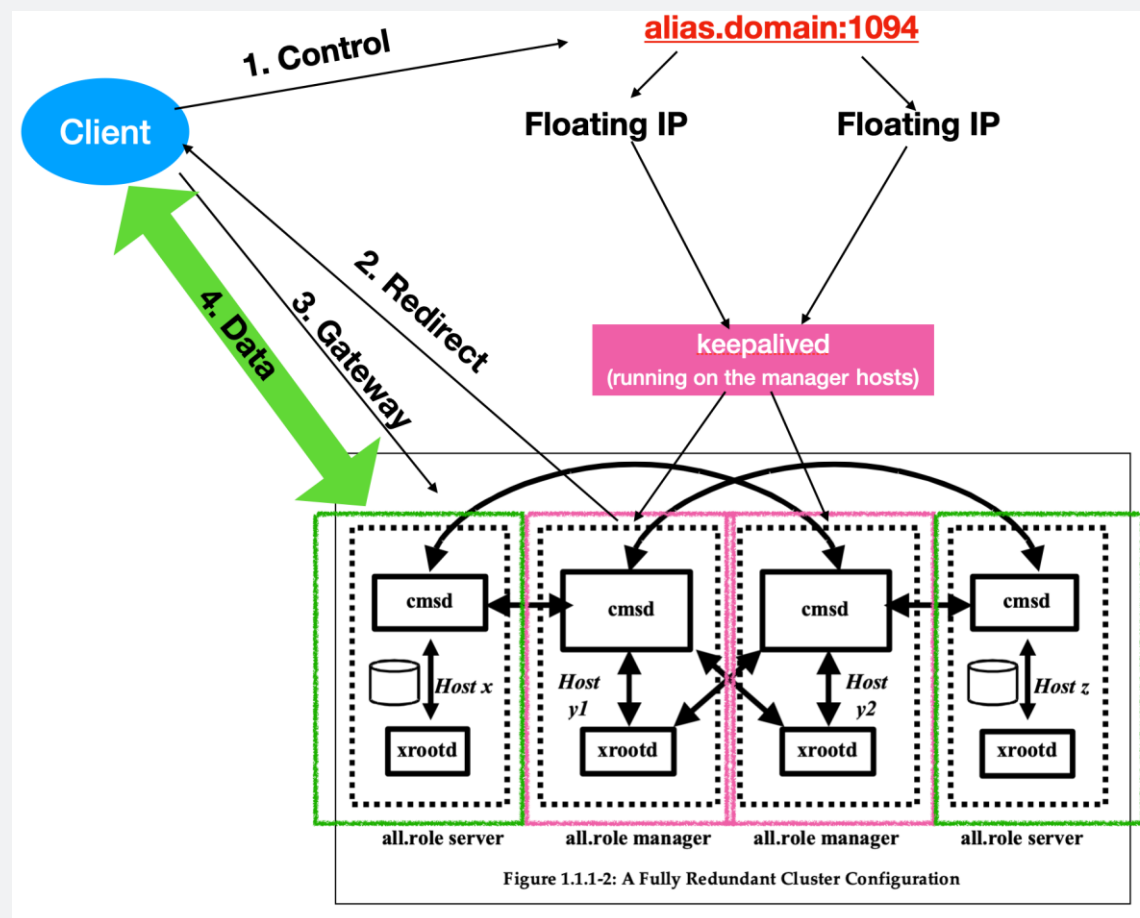 alias.domain:1094
1. Control
Client
Floating IP
Floating IP
2. Redirect
3. Gateway
4. Data
keepalived
(running on the manager hosts)
cmsd
cmsd
cmsd
cmsd
Host x
Host
y1
Host
y2
Host z
xrootd
xrootd
xrootd
xrootd
all.role server
all.role manager
all.role manager
all.role server
Figure 1.1.1-2: A Fully Redundant Cluster Configuration